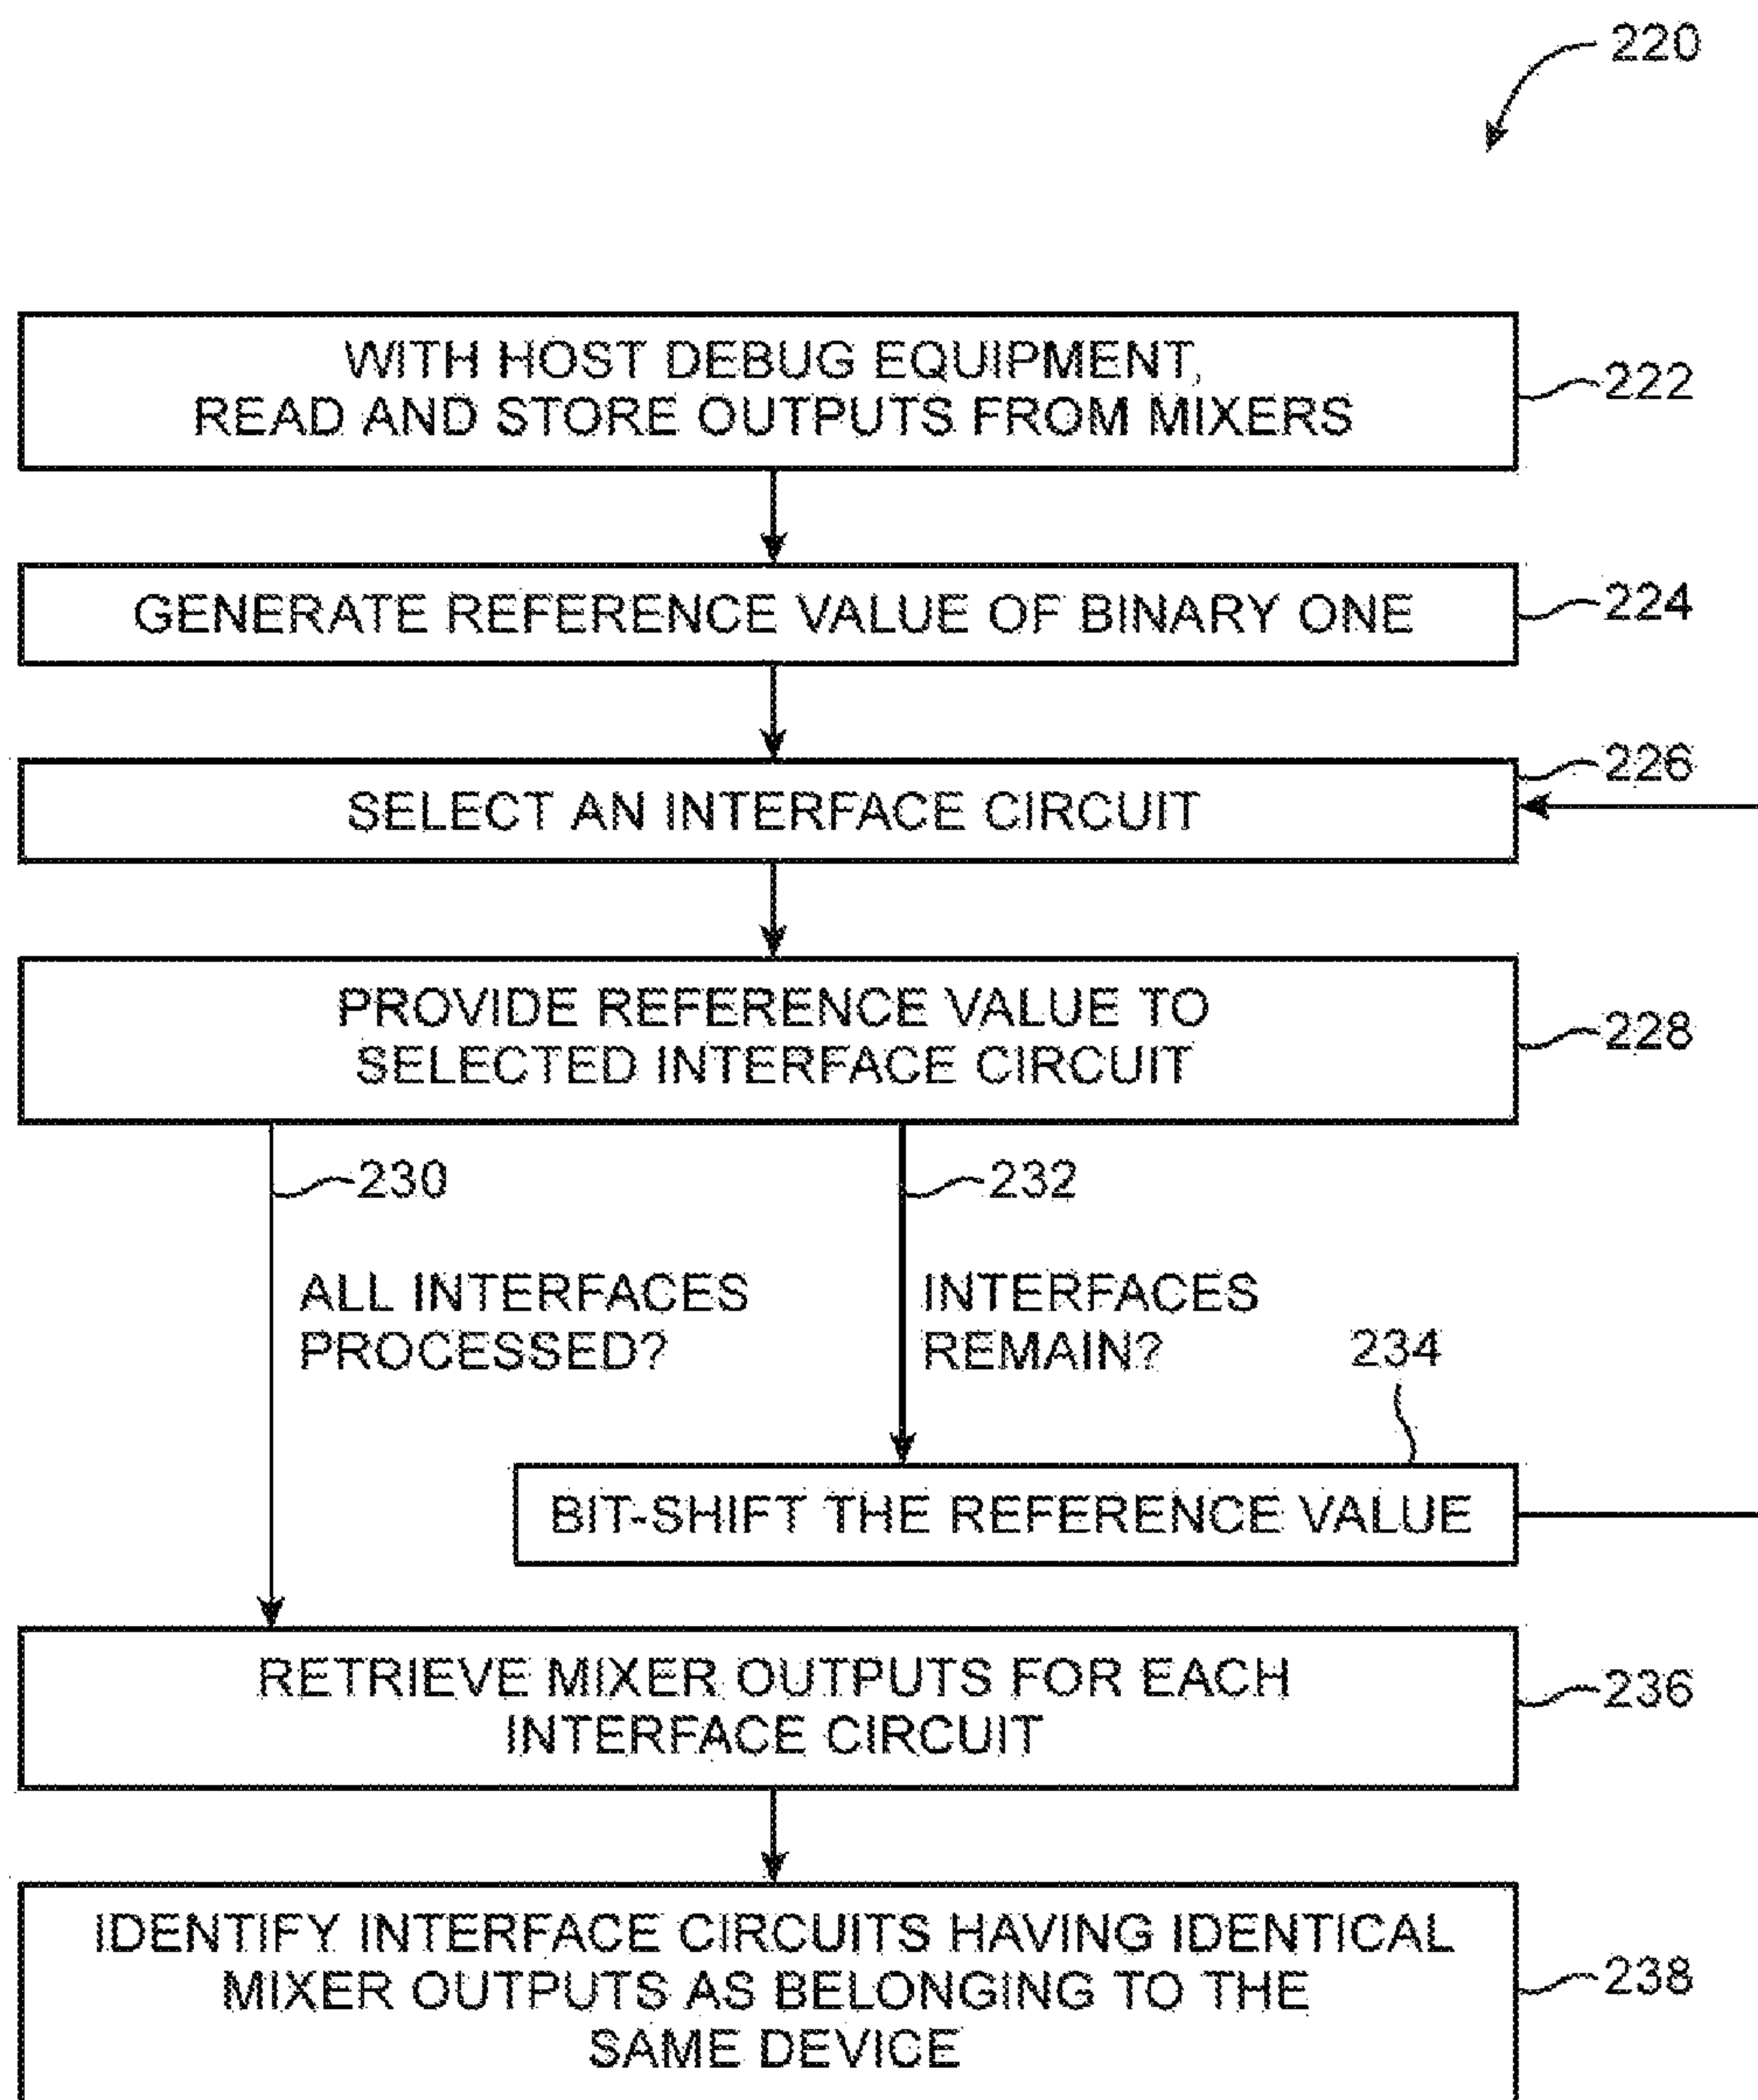 220
WITH HOST DEBUG EQUIPMENT,
READ AND STORE OUTPUTS FROM MIXERS
222
GENERATE REFERENCE VALUE OF BINARY ONE
224
226
SELECT AN INTERFACE CIRCUIT
PROVIDE REFERENCE VALUE TO
SELECTED INTERFACE CIRCUIT
228
230
232
ALL INTERFACES
PROCESSED?
INTERFACES
REMAIN?
234
BIT-SHIFT THE REFERENCE VALUE
RETRIEVE MIXER OUTPUTS FOR EACH
INTERFACE CIRCUIT
236
IDENTIFY INTERFACE CIRCUITS HAVING IDENTICAL
MIXER OUTPUTS AS BELONGING TO THE
SAME DEVICE
238